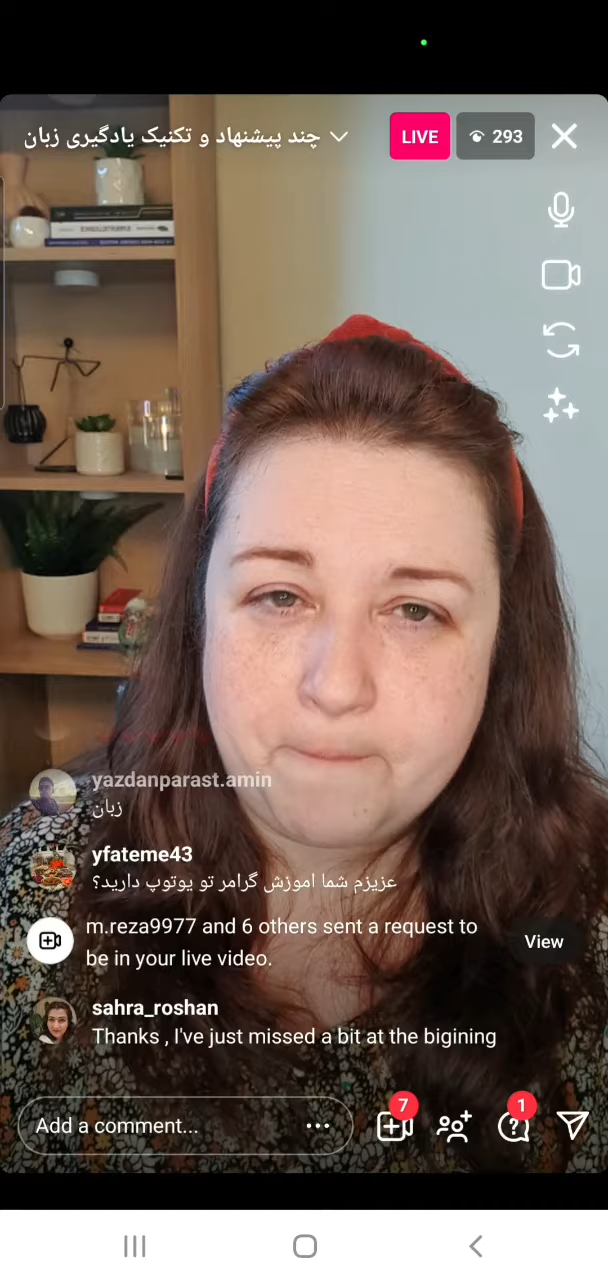 چند پیشنهاد و تکنیک یادگیری زبان
LIVE
293
yazdanparast.amin
زبان
yfateme43
عزیزم شما اموزش گرامر تو یوتوپ دارید؟
m.reza9977 and 6 others sent a request to
be in your live video.
View
sahra_roshan
Thanks , I've just missed a bit at the bigining
Add a comment...
7
1